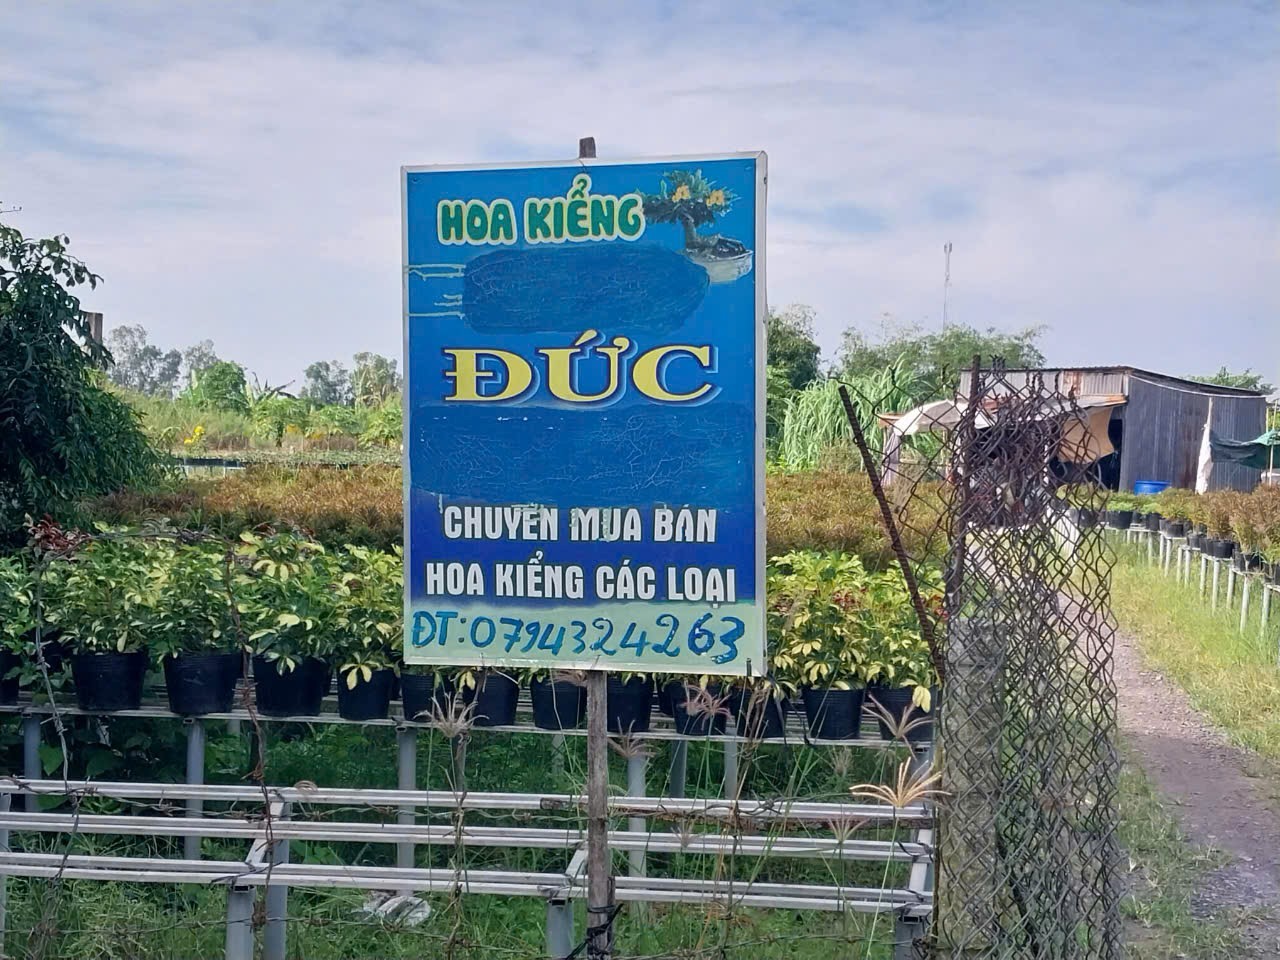 HOA KIỂNG
ĐỨC
CHUYÊN MUA BÁN
HOA KIỂNG CÁC LOẠI
ĐT:0794324263